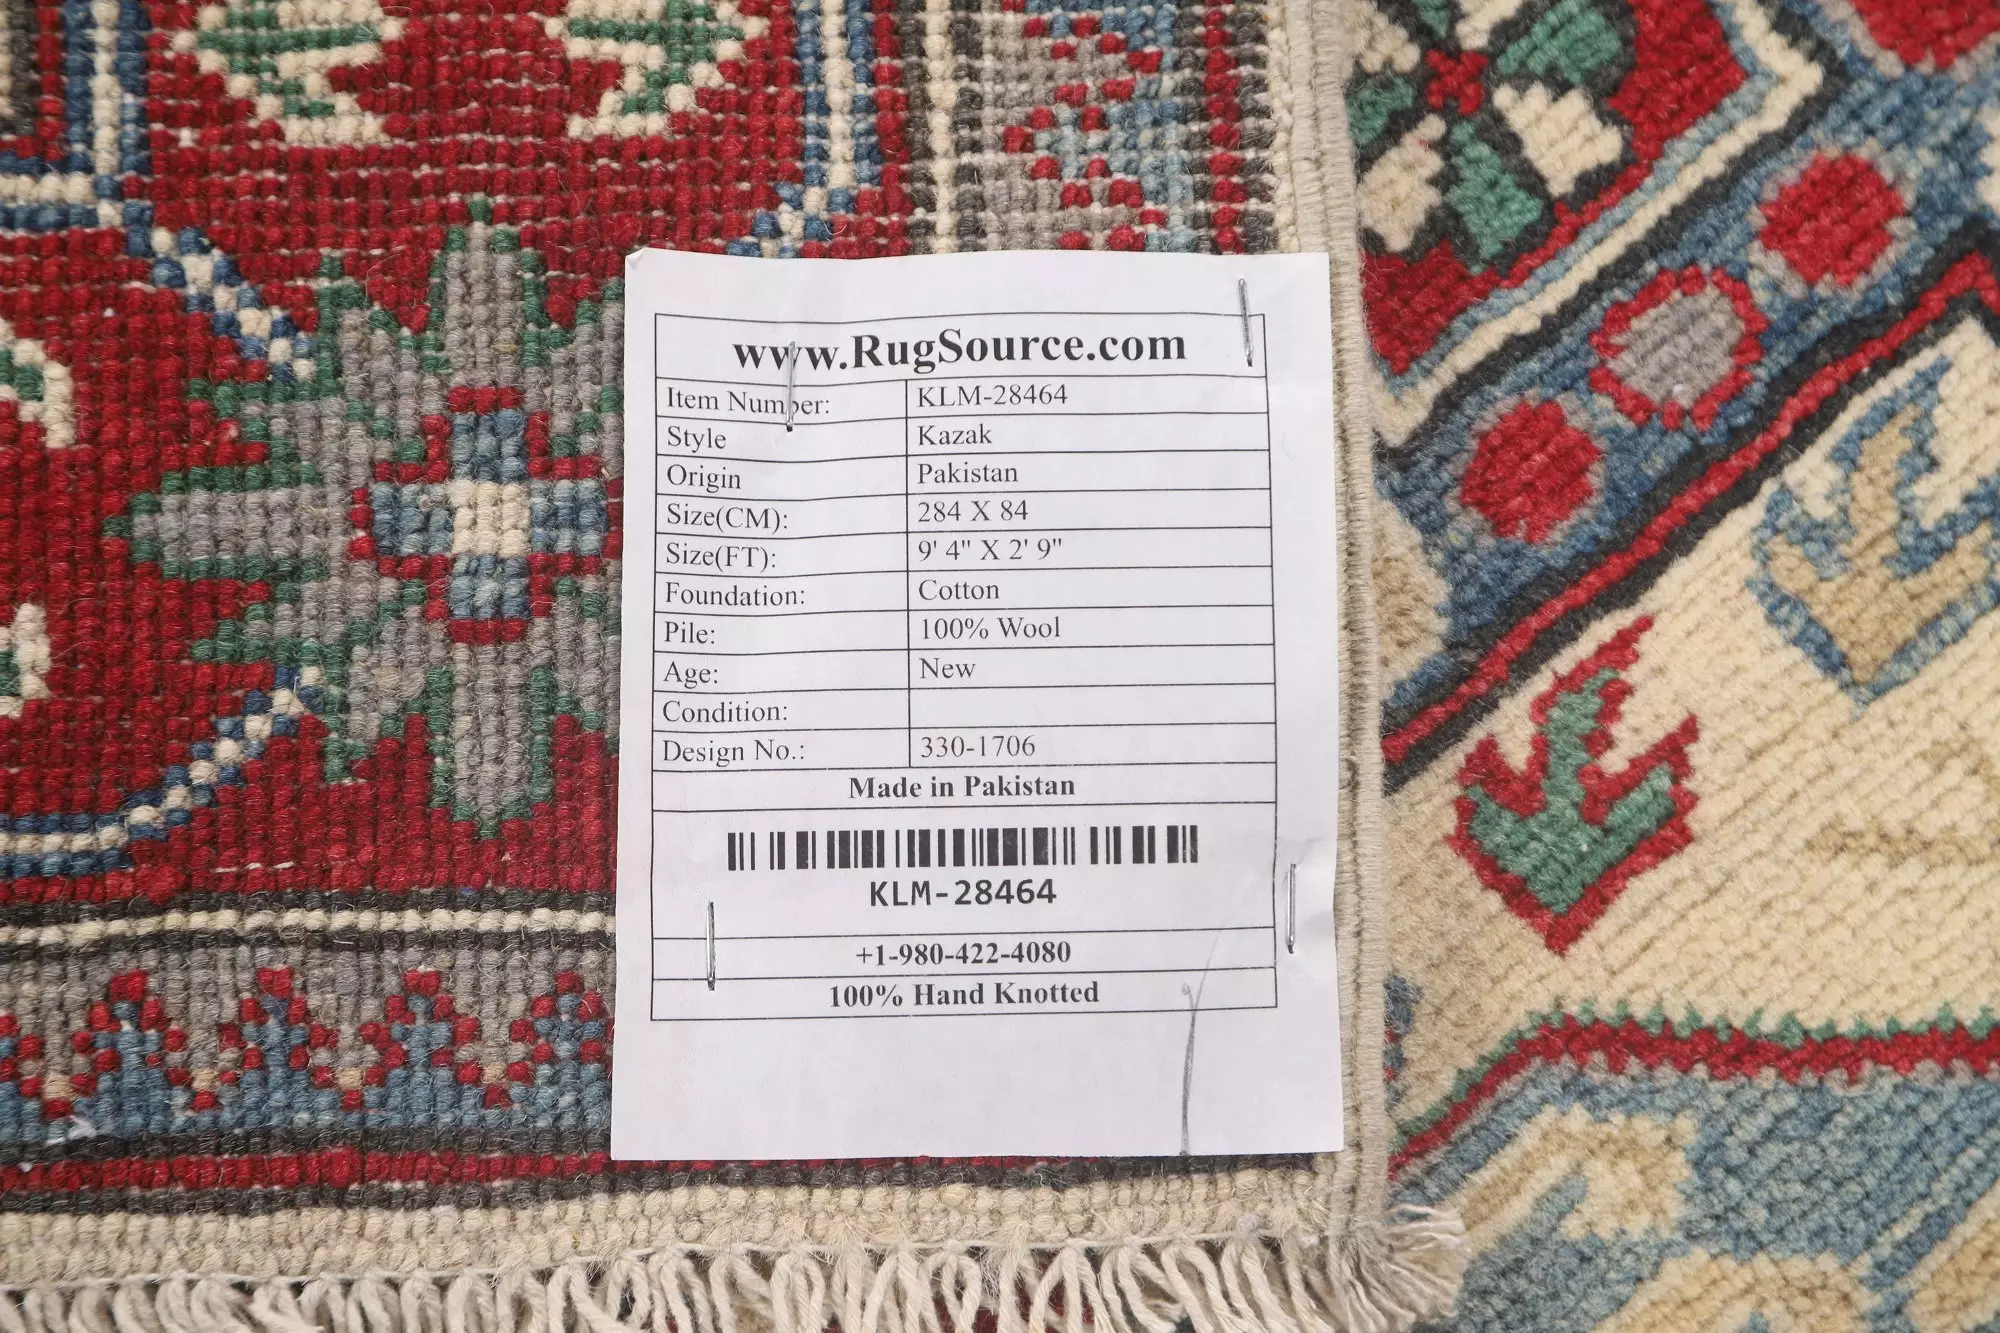 www.RugSource.com
Item Number: KLM-28464
Style Kazak
Origin Pakistan
Size(CM): 284 X 84
Size(FT): 9' 4" X 2' 9"
Foundation: Cotton
Pile: 100% Wool
Age: New
Condition:
Design No.: 330-1706
Made in Pakistan
KLM-28464
+1-980-422-4080
100% Hand Knotted